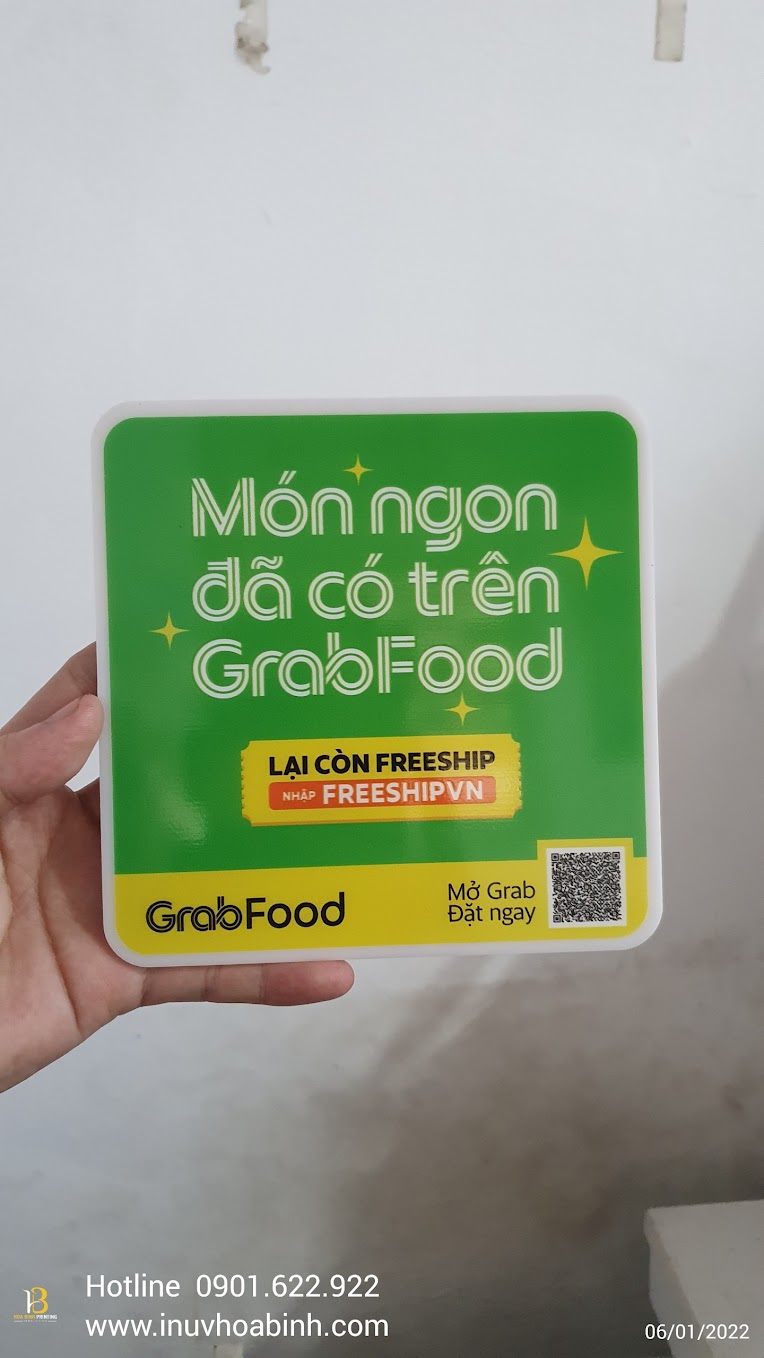 Món ngon
đã có trên
GrabFood
LẠI CÒN FREESHIP
NHẬP FREESHIPVN
GrabFood
Mở Grab
Đặt ngay
Hotline 0901.622.922
www.inuvhoabinh.com
06/01/2022